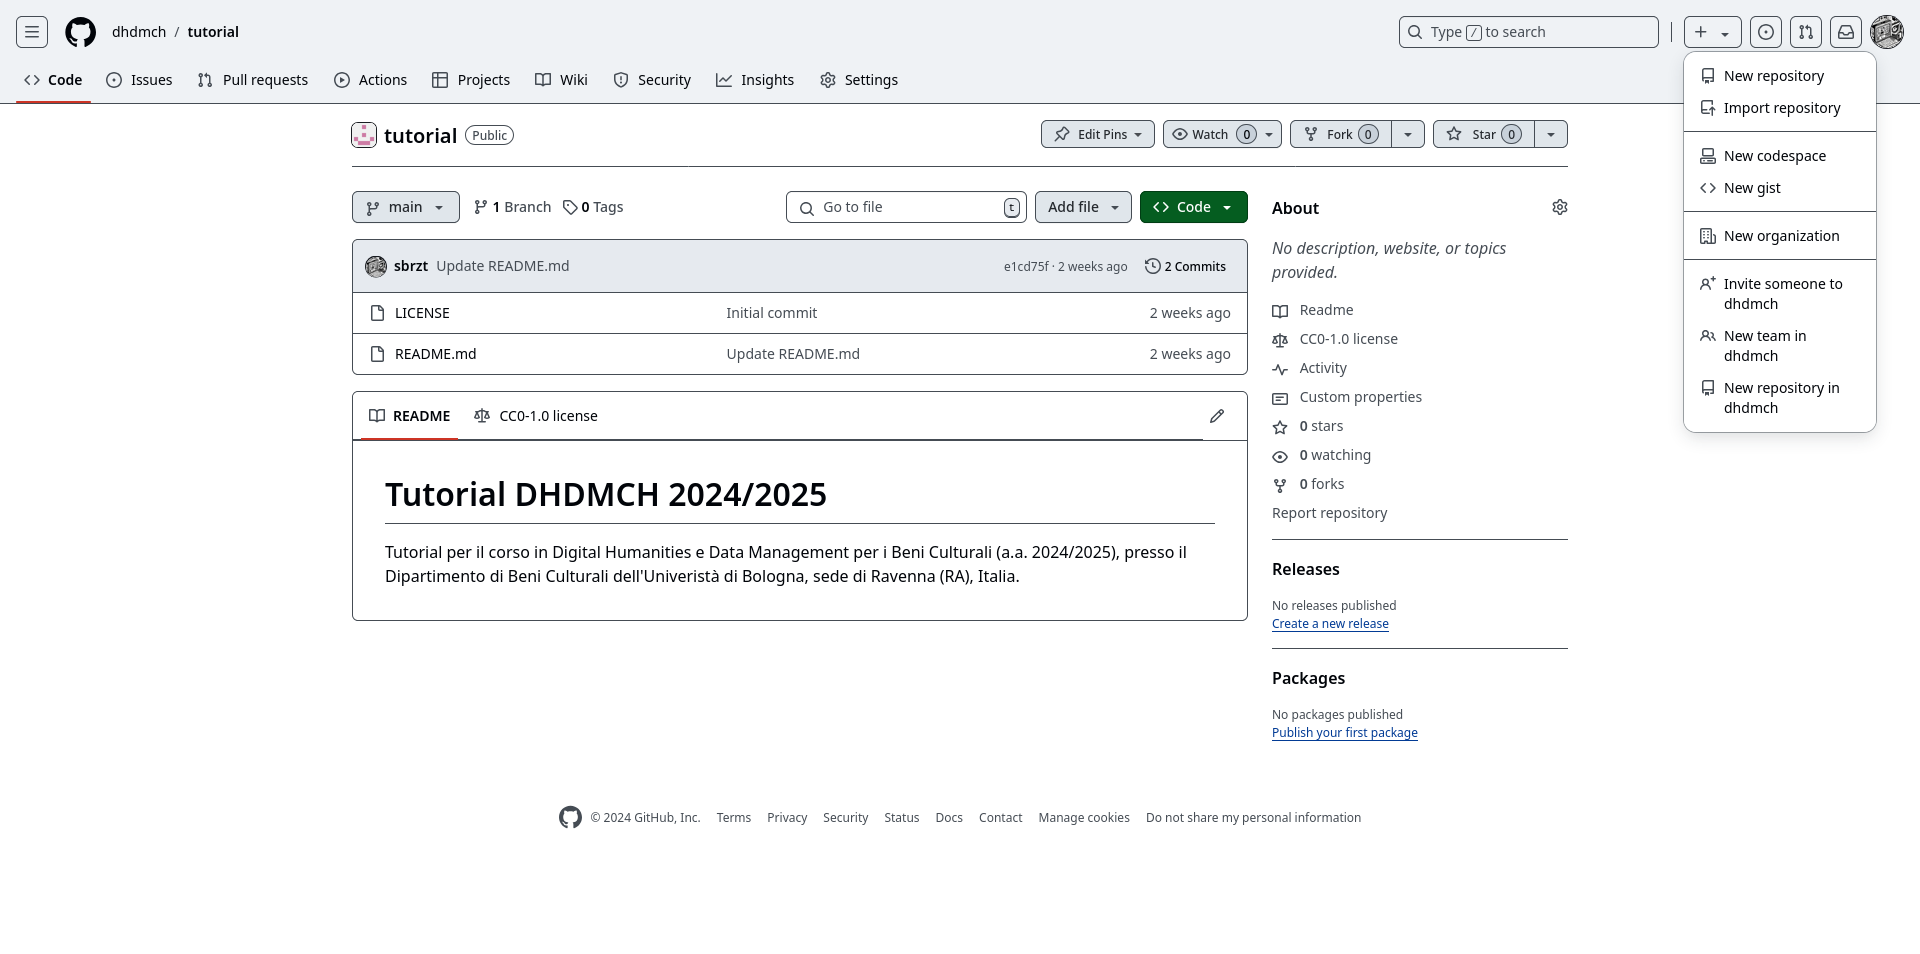 dhdmch / tutorial
Type / to search
Code Issues Pull requests Actions Projects Wiki Security Insights Settings
New repository
Import repository
New codespace
New gist
New organization
Invite someone to
dhdmch
New team in
dhdmch
New repository in
dhdmch
tutorial Public
Edit Pins Watch 0 Fork 0 Star 0
main 1 Branch 0 Tags Go to file t Add file Code
sbrzt Update README.md e1cd75f · 2 weeks ago 2 Commits
LICENSE Initial commit 2 weeks ago
README.md Update README.md 2 weeks ago
README CC0-1.0 license
Tutorial DHDMCH 2024/2025
Tutorial per il corso in Digital Humanities e Data Management per i Beni Culturali (a.a. 2024/2025), presso il
Dipartimento di Beni Culturali dell'Univeristà di Bologna, sede di Ravenna (RA), Italia.
About
No description, website, or topics
provided.
Readme
CC0-1.0 license
Activity
Custom properties
0 stars
0 watching
0 forks
Report repository
Releases
No releases published
Create a new release
Packages
No packages published
Publish your first package
© 2024 GitHub, Inc. Terms Privacy Security Status Docs Contact Manage cookies Do not share my personal information